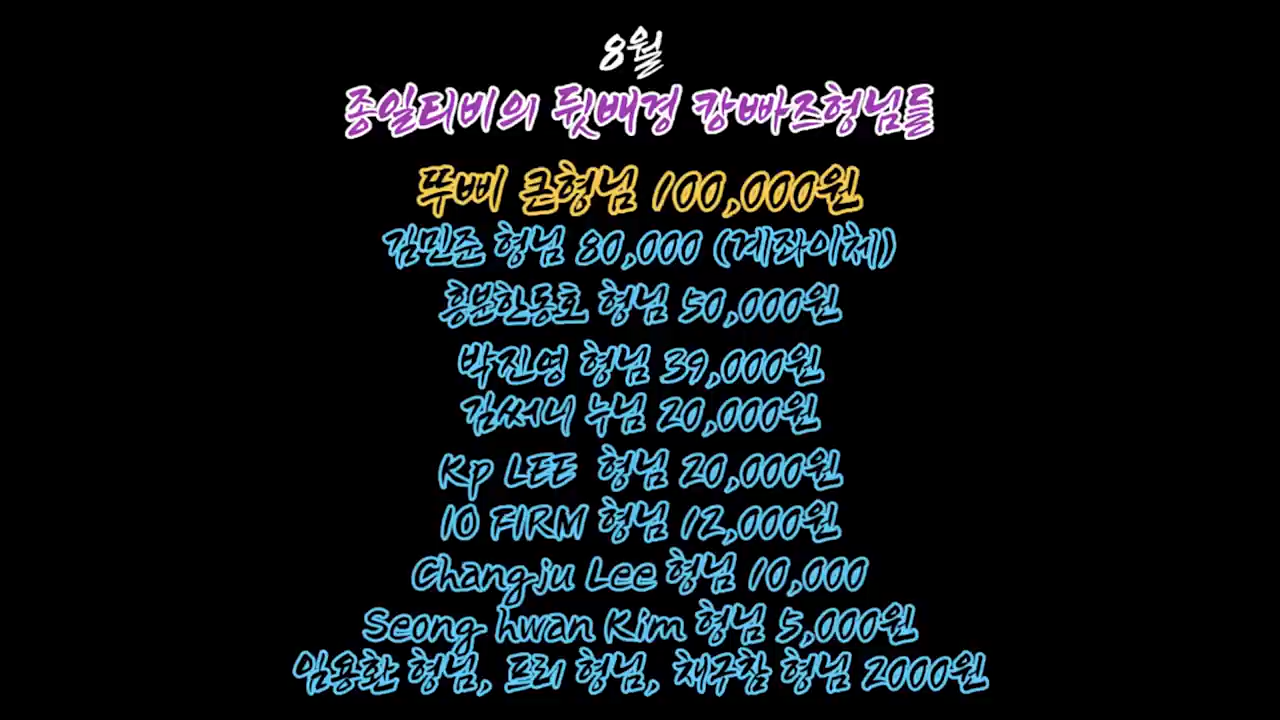 8월
종일티비의 뒷배경 캉빠즈형님들
뚜삐 큰형님 100,000원
김민준 형님 80,000 (계좌이체)
흥분한동호 형님 50,000원
박진영 형님 39,000원
김써니 누님 20,000원
Kp LEE 형님 20,000원
10 FIRM 형님 12,000원
Changju Lee 형님 10,000
Seong hwan Kim 형님 5,000원
임용환 형님, 프리 형님, 채구참 형님 2000원